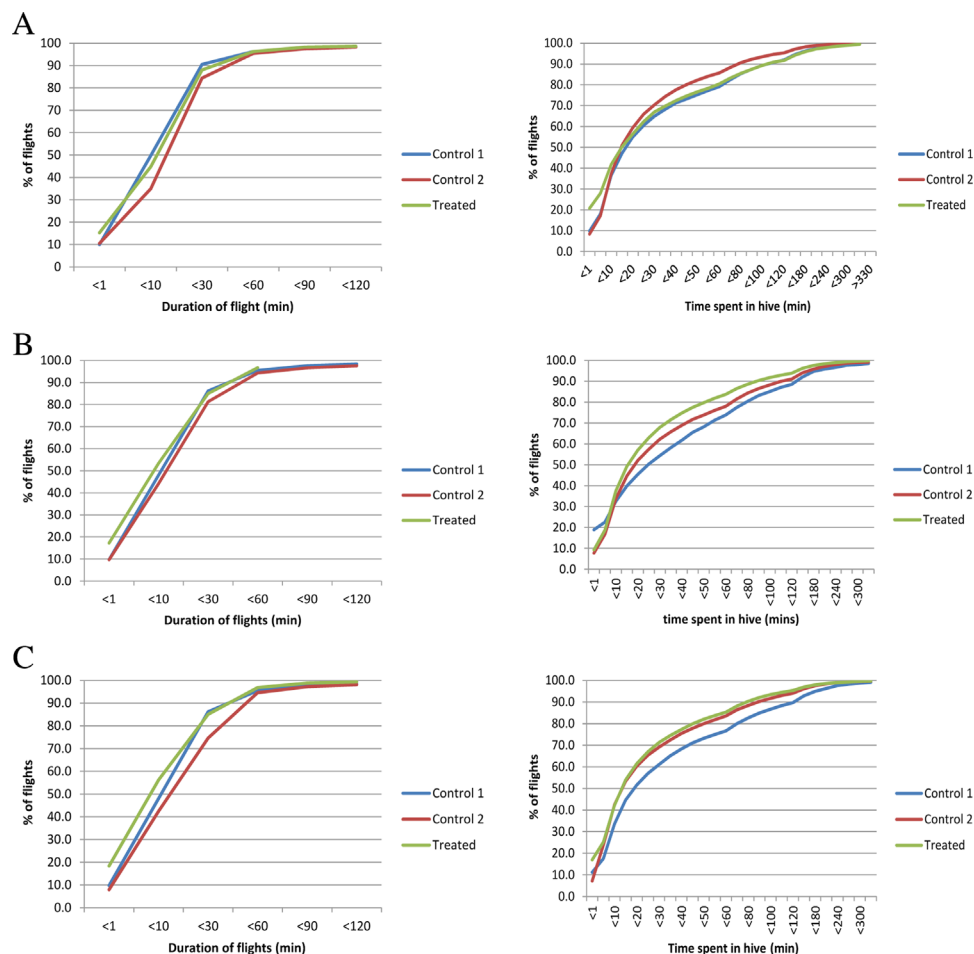 A
% of flights
100
90
80
70
60
50
40
30
20
10
0
<1 <10 <30 <60 <90 <120
Duration of flight (min)
Control 1
Control 2
Treated
% of flights
100.0
90.0
80.0
70.0
60.0
50.0
40.0
30.0
20.0
10.0
0.0
<1 <10 <20 <30 <40 <50 <60 <80 <100 <120 <180 <240 <300 >330
Time spent in hive (min)
Control 1
Control 2
Treated
B
% of flights
100.0
90.0
80.0
70.0
60.0
50.0
40.0
30.0
20.0
10.0
0.0
<1 <10 <30 <60 <90 <120
Duration of flights (min)
Control 1
Control 2
Treated
% of flights
100.0
90.0
80.0
70.0
60.0
50.0
40.0
30.0
20.0
10.0
0.0
<1 <10 <20 <30 <40 <50 <60 <80 <100 <120 <180 <240 <300
time spent in hive (mins)
Control 1
Control 2
Treated
C
% of flights
100.0
90.0
80.0
70.0
60.0
50.0
40.0
30.0
20.0
10.0
0.0
<1 <10 <30 <60 <90 <120
Duration of flights (min)
Control 1
Control 2
Treated
% of flights
100.0
90.0
80.0
70.0
60.0
50.0
40.0
30.0
20.0
10.0
0.0
<1 <10 <20 <30 <40 <50 <60 <80 <100 <120 <180 <240 <300
Time spent in hive (min)
Control 1
Control 2
Treated